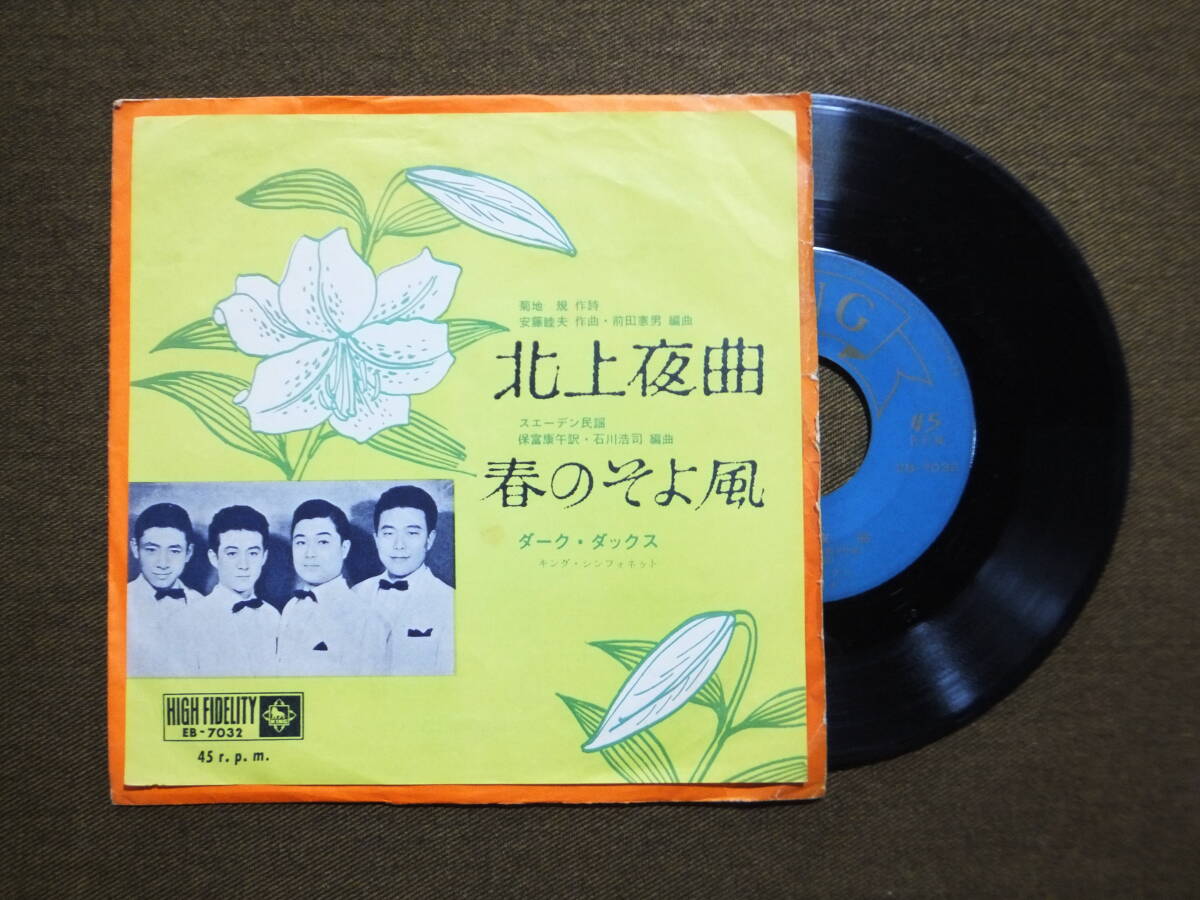 菊地 規 作詩
安藤睦夫 作曲・前田憲男 編曲
北上夜曲
スエーデン民謡
保富康午訳・石川浩司 編曲
春のそよ風
ダーク・ダックス
キング・シンフォネット
HIGH FIDELITY
EB-7032
45 r.p.m.
NG
45
R.P.M.
EB-7032